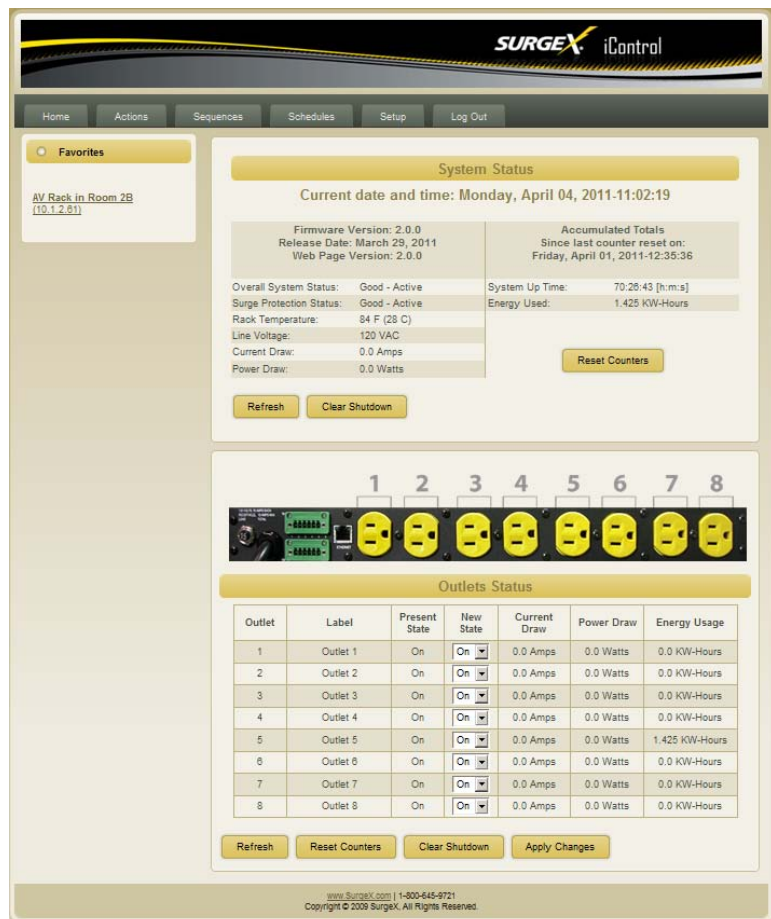 SURGEX iControl
Home Actions Sequences Schedules Setup Log Out
Favorites
AV Rack in Room 2B
(10.1.2.61)
System Status
Current date and time: Monday, April 04, 2011-11:02:19
Firmware Version: 2.0.0
Release Date: March 29, 2011
Web Page Version: 2.0.0
Accumulated Totals
Since last counter reset on:
Friday, April 01, 2011-12:35:36
Overall System Status: Good - Active
Surge Protection Status: Good - Active
Rack Temperature: 84 F (28 C)
Line Voltage: 120 VAC
Current Draw: 0.0 Amps
Power Draw: 0.0 Watts
System Up Time: 70:26:43 [h:m:s]
Energy Used: 1.425 KW-Hours
Reset Counters
Refresh Clear Shutdown
1 2 3 4 5 6 7 8
ETHERNET
Outlets Status
Outlet Label Present State New State Current Draw Power Draw Energy Usage
1 Outlet 1 On On 0.0 Amps 0.0 Watts 0.0 KW-Hours
2 Outlet 2 On On 0.0 Amps 0.0 Watts 0.0 KW-Hours
3 Outlet 3 On On 0.0 Amps 0.0 Watts 0.0 KW-Hours
4 Outlet 4 On On 0.0 Amps 0.0 Watts 0.0 KW-Hours
5 Outlet 5 On On 0.0 Amps 0.0 Watts 1.425 KW-Hours
6 Outlet 6 On On 0.0 Amps 0.0 Watts 0.0 KW-Hours
7 Outlet 7 On On 0.0 Amps 0.0 Watts 0.0 KW-Hours
8 Outlet 8 On On 0.0 Amps 0.0 Watts 0.0 KW-Hours
Refresh Reset Counters Clear Shutdown Apply Changes
www.SurgeX.com | 1-800-645-9721
Copyright © 2009 SurgeX, All Rights Reserved.